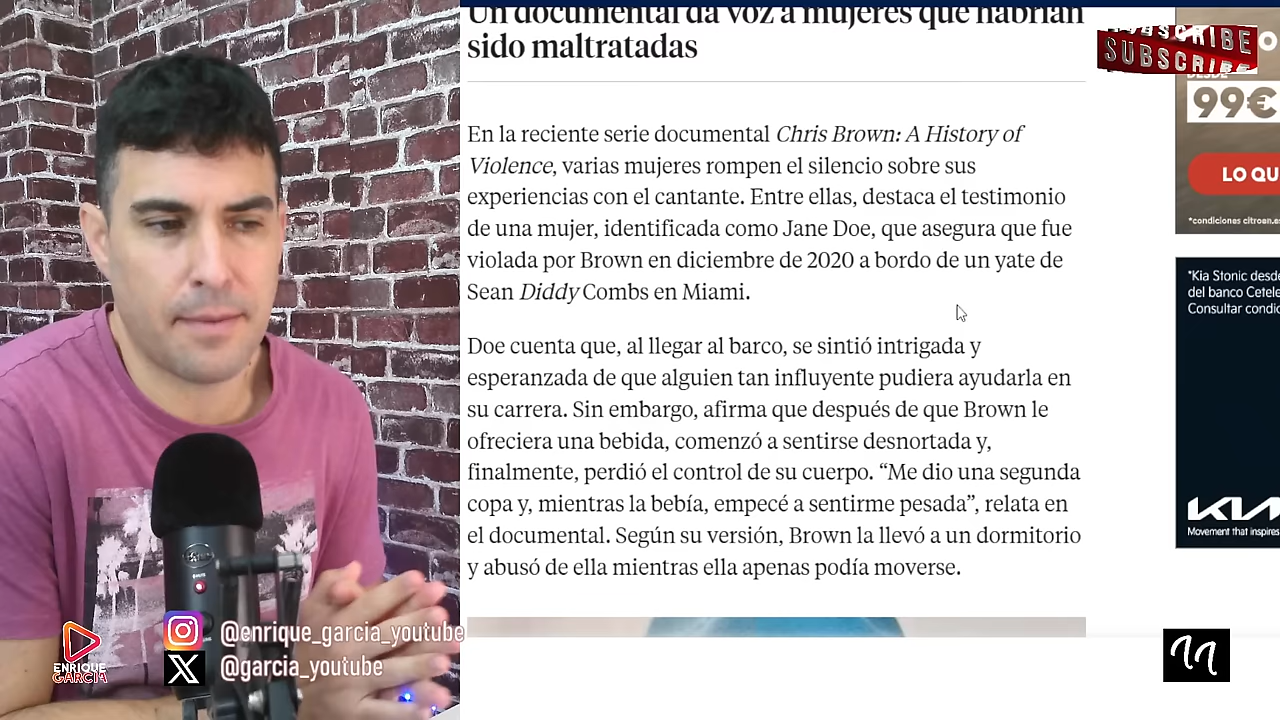 Un documental da voz a mujeres que habrían
sido maltratadas
En la reciente serie documental Chris Brown: A History of
Violence, varias mujeres rompen el silencio sobre sus
experiencias con el cantante. Entre ellas, destaca el testimonio
de una mujer, identificada como Jane Doe, que asegura que fue
violada por Brown en diciembre de 2020 a bordo de un yate de
Sean Diddy Combs en Miami.
Doe cuenta que, al llegar al barco, se sintió intrigada y
esperanzada de que alguien tan influyente pudiera ayudarla en
su carrera. Sin embargo, afirma que después de que Brown le
ofreciera una bebida, comenzó a sentirse desnortada y,
finalmente, perdió el control de su cuerpo. “Me dio una segunda
copa y, mientras la bebía, empecé a sentirme pesada”, relata en
el documental. Según su versión, Brown la llevó a un dormitorio
y abusó de ella mientras ella apenas podía moverse.
SUBSCRIBE
SUBSCRIBE
DESDE
99€
LO QU
*condiciones citroen.es
*Kia Stonic desd
del banco Cetele
Consultar condic
KIA
Movement that inspires
ENRIQUE
GARCIA
@enrique_garcia_youtube
@garcia_youtube